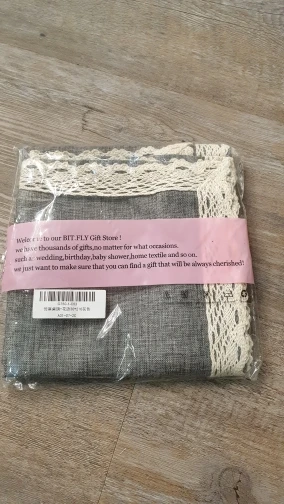 Welcome to our BIT.FLY Gift Store !
we have thousands of gifts,no matter for what occasions.
such as wedding,birthday,baby shower,home textile and so on.
we just want to make sure that you can find a gift that will be always cherished!